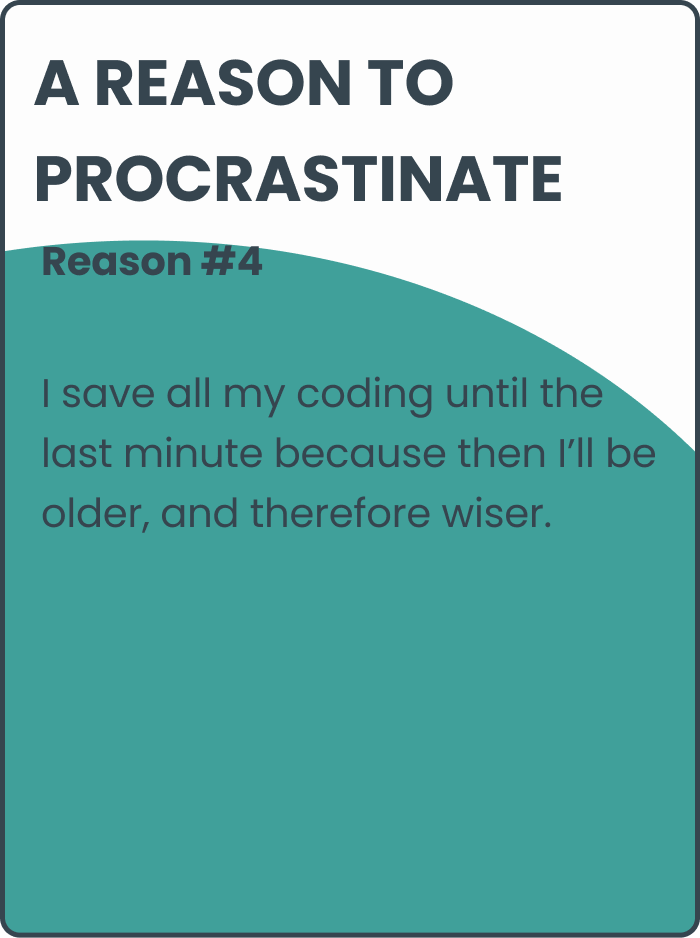 A REASON TO
PROCRASTINATE
Reason #4
I save all my coding until the
last minute because then I’ll be
older, and therefore wiser.